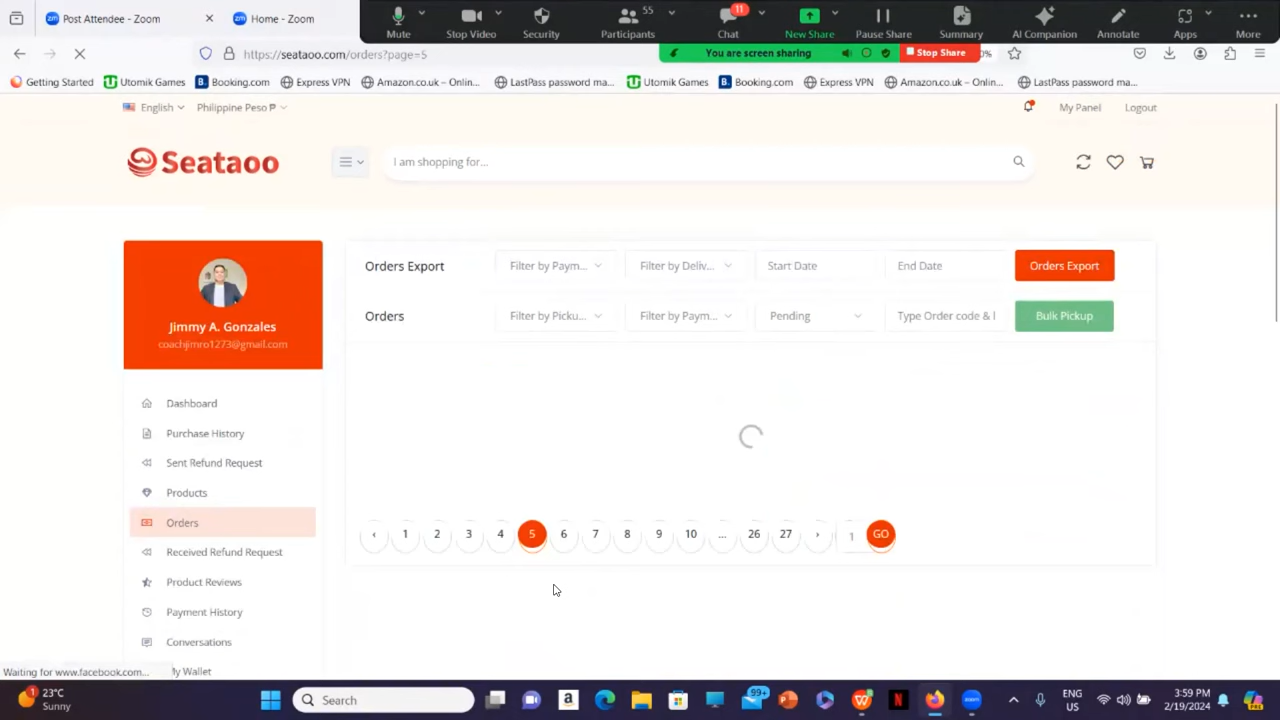 Post Attendee - Zoom
Home - Zoom
Mute
Stop Video
Security
55
Participants
11
Chat
New Share
Pause Share
Summary
AI Companion
Annotate
Apps
More
https://seataoo.com/orders?page=5
You are screen sharing
Stop Share
0%
Getting Started
Utomik Games
Booking.com
Express VPN
Amazon.co.uk – Onlin...
LastPass password ma...
Utomik Games
Booking.com
Express VPN
Amazon.co.uk – Onlin...
LastPass password ma...
English
Philippine Peso ₱
My Panel
Logout
Seataoo
I am shopping for...
Orders Export
Filter by Paym...
Filter by Deliv...
Start Date
End Date
Orders Export
Orders
Filter by Picku...
Filter by Paym...
Pending
Type Order code & l
Bulk Pickup
Jimmy A. Gonzales
coachjimro1273@gmail.com
Dashboard
Purchase History
Sent Refund Request
Products
Orders
Received Refund Request
Product Reviews
Payment History
Conversations
My Wallet
‹ 1 2 3 4 5 6 7 8 9 10 ... 26 27 › 1 GO
Waiting for www.facebook.com...
1
23°C
Sunny
Search
99+
ENG
US
3:59 PM
2/19/2024